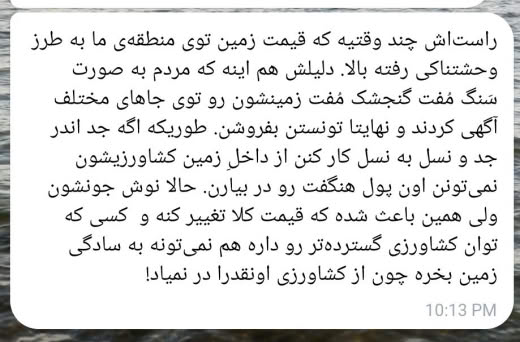 راست‌اش چند وقتیه که قیمت زمین توی منطقه‌ی ما به طرز
وحشتناکی رفته بالا. دلیلش هم اینه که مردم به صورت
سَنگ مُفت گنجشک مُفت زمینشون رو توی جاهای مختلف
آگهی کردند و نهایتا تونستن بفروشن. طوریکه اگه جد اندر
جد و نسل به نسل کار کنن از داخلِ زمین کشاورزیشون
نمی‌تونن اون پول هنگفت رو در بیارن. حالا نوش جونشون
ولی همین باعث شده که قیمت کلا تغییر کنه و کسی که
توان کشاورزی گسترده‌تر رو داره هم نمی‌تونه به سادگی
زمین بخره چون از کشاورزی اونقدرا در نمیاد!
10:13 PM